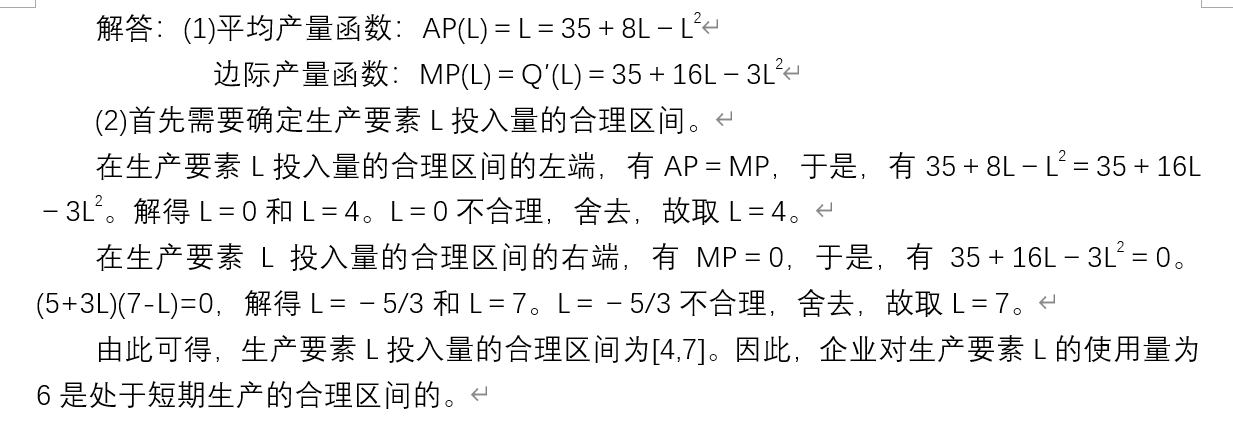 解答：(1)平均产量函数：AP(L) = L = 35 + 8L − L²↵
边际产量函数：MP(L) = Q′(L) = 35 + 16L − 3L²↵
(2)首先需要确定生产要素 L 投入量的合理区间。↵
在生产要素 L 投入量的合理区间的左端，有 AP = MP，于是，有 35 + 8L − L² = 35 + 16L
− 3L²。解得 L = 0 和 L = 4。L = 0 不合理，舍去，故取 L = 4。↵
在生产要素 L 投入量的合理区间的右端，有 MP = 0，于是，有 35 + 16L − 3L² = 0。
(5+3L)(7-L)=0，解得 L = − 5/3 和 L = 7。L = − 5/3 不合理，舍去，故取 L = 7。↵
由此可得，生产要素 L 投入量的合理区间为[4,7]。因此，企业对生产要素 L 的使用量为
6 是处于短期生产的合理区间的。↵